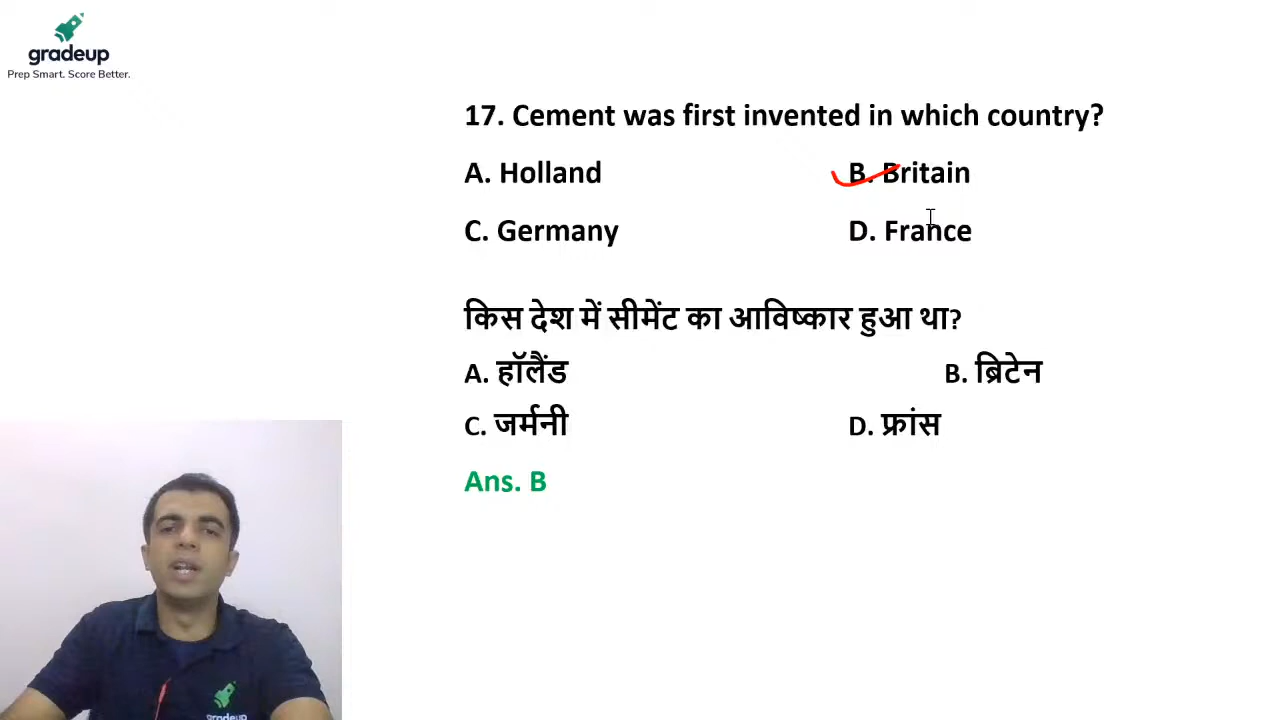 gradeup
Prep Smart. Score Better.
17. Cement was first invented in which country?
A. Holland B. Britain
C. Germany D. France
किस देश में सीमेंट का आविष्कार हुआ था?
A. हॉलैंड B. ब्रिटेन
C. जर्मनी D. फ्रांस
Ans. B
gradeup